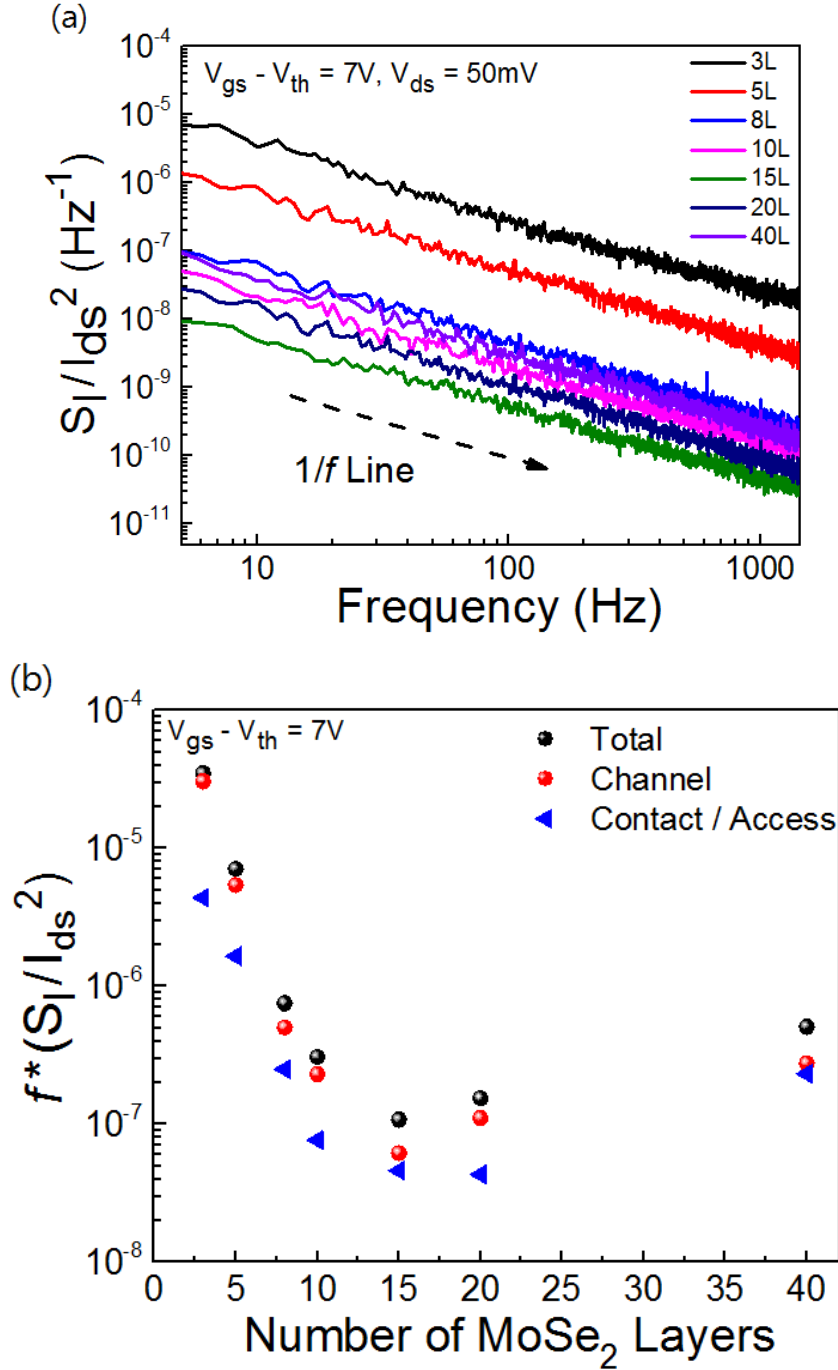 (a)
V_gs - V_th = 7V, V_ds = 50mV
3L
5L
8L
10L
15L
20L
40L
S_I/I_ds^2 (Hz^-1)
10^-4
10^-5
10^-6
10^-7
10^-8
10^-9
10^-10
10^-11
1/f Line
10 100 1000
Frequency (Hz)
(b)
V_gs - V_th = 7V
Total
Channel
Contact / Access
f*(S_I/I_ds^2)
10^-4
10^-5
10^-6
10^-7
10^-8
0 5 10 15 20 25 30 35 40
Number of MoSe_2 Layers